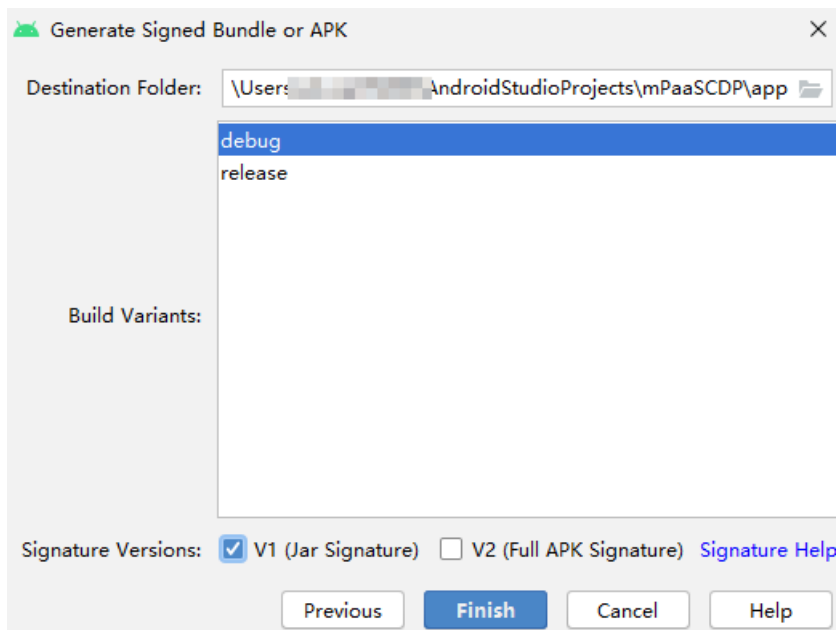 Generate Signed Bundle or APK
Destination Folder: \Users AndroidStudioProjects\mPaaSCDP\app
debug
release
Build Variants:
Signature Versions: V1 (Jar Signature) V2 (Full APK Signature) Signature Help
Previous Finish Cancel Help